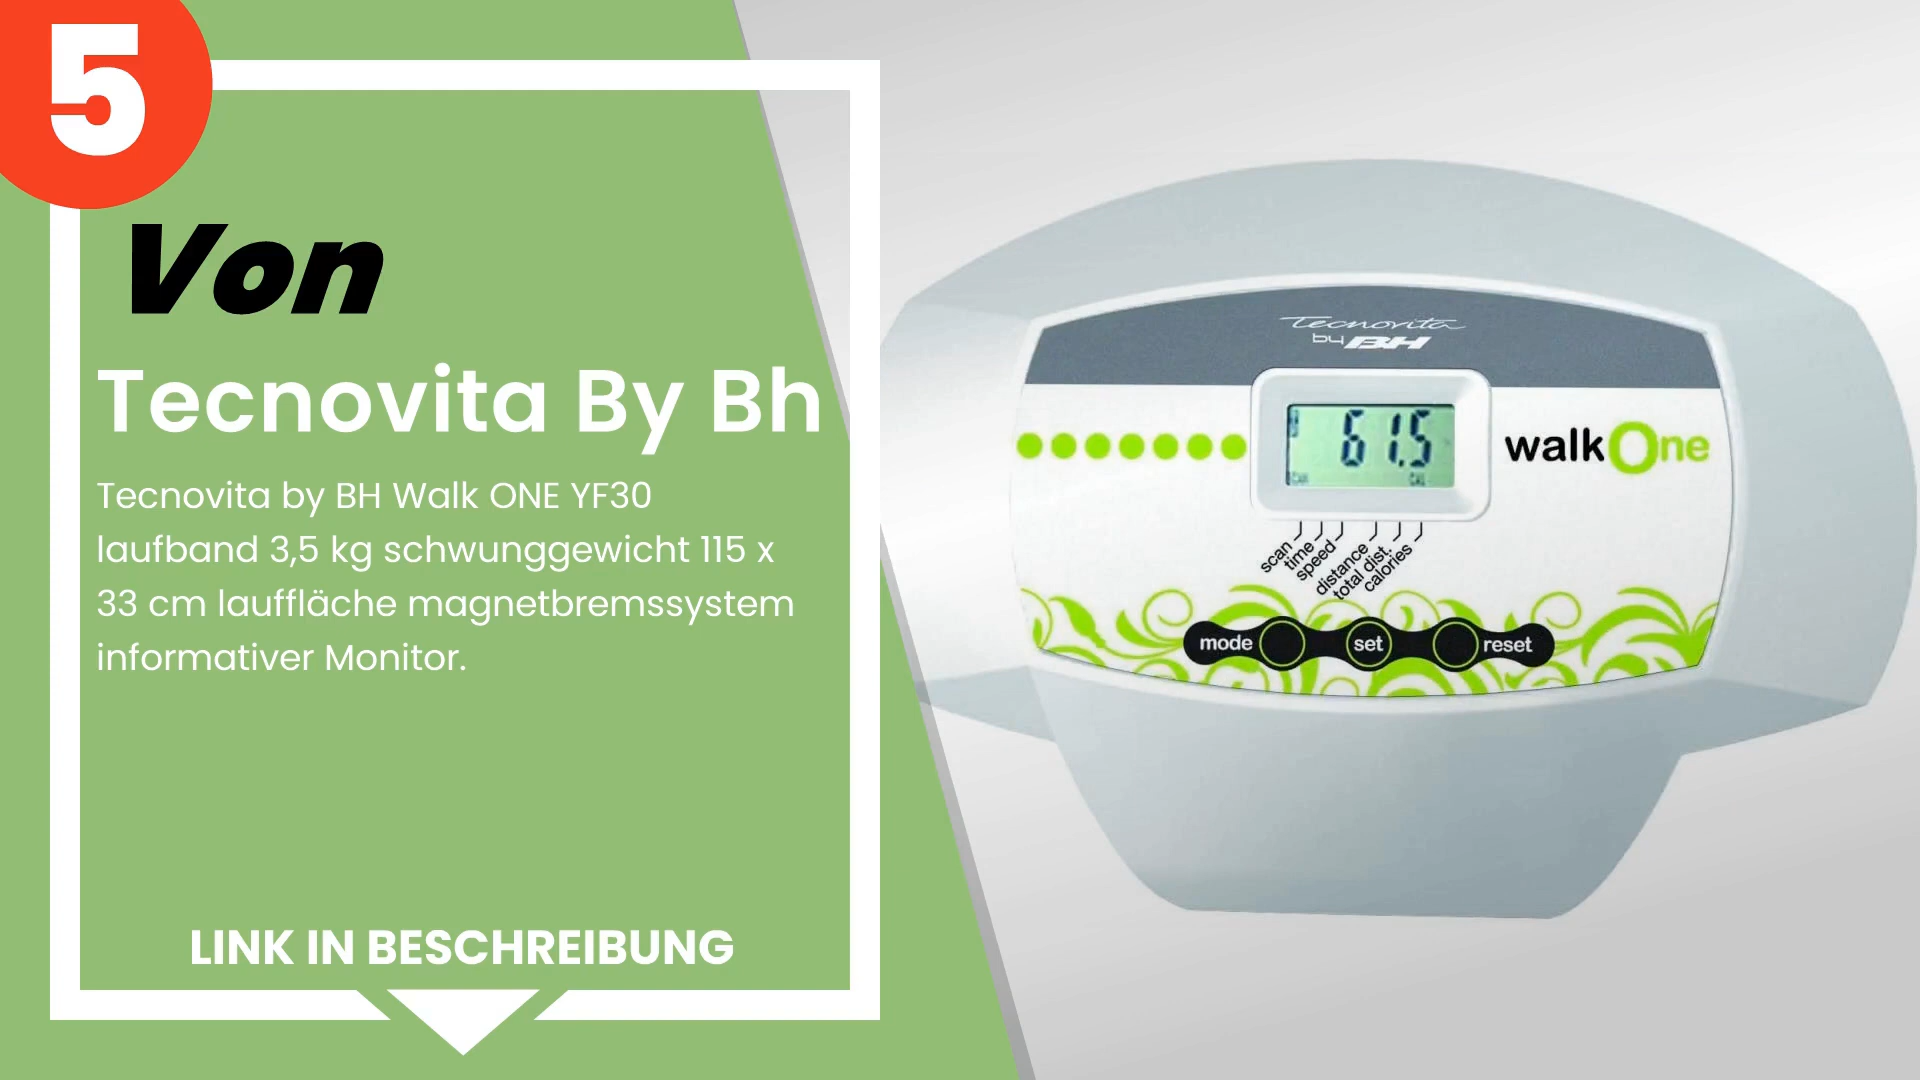 5
Von
Tecnovita By Bh
Tecnovita by BH Walk ONE YF30
laufband 3,5 kg schwunggewicht 115 x
33 cm lauffläche magnetbremssystem
informativer Monitor.
LINK IN BESCHREIBUNG
Tecnovita
by BH
61.5
CAL
walkOne
scan
time
speed
distance
total dist.
calories
mode
set
reset